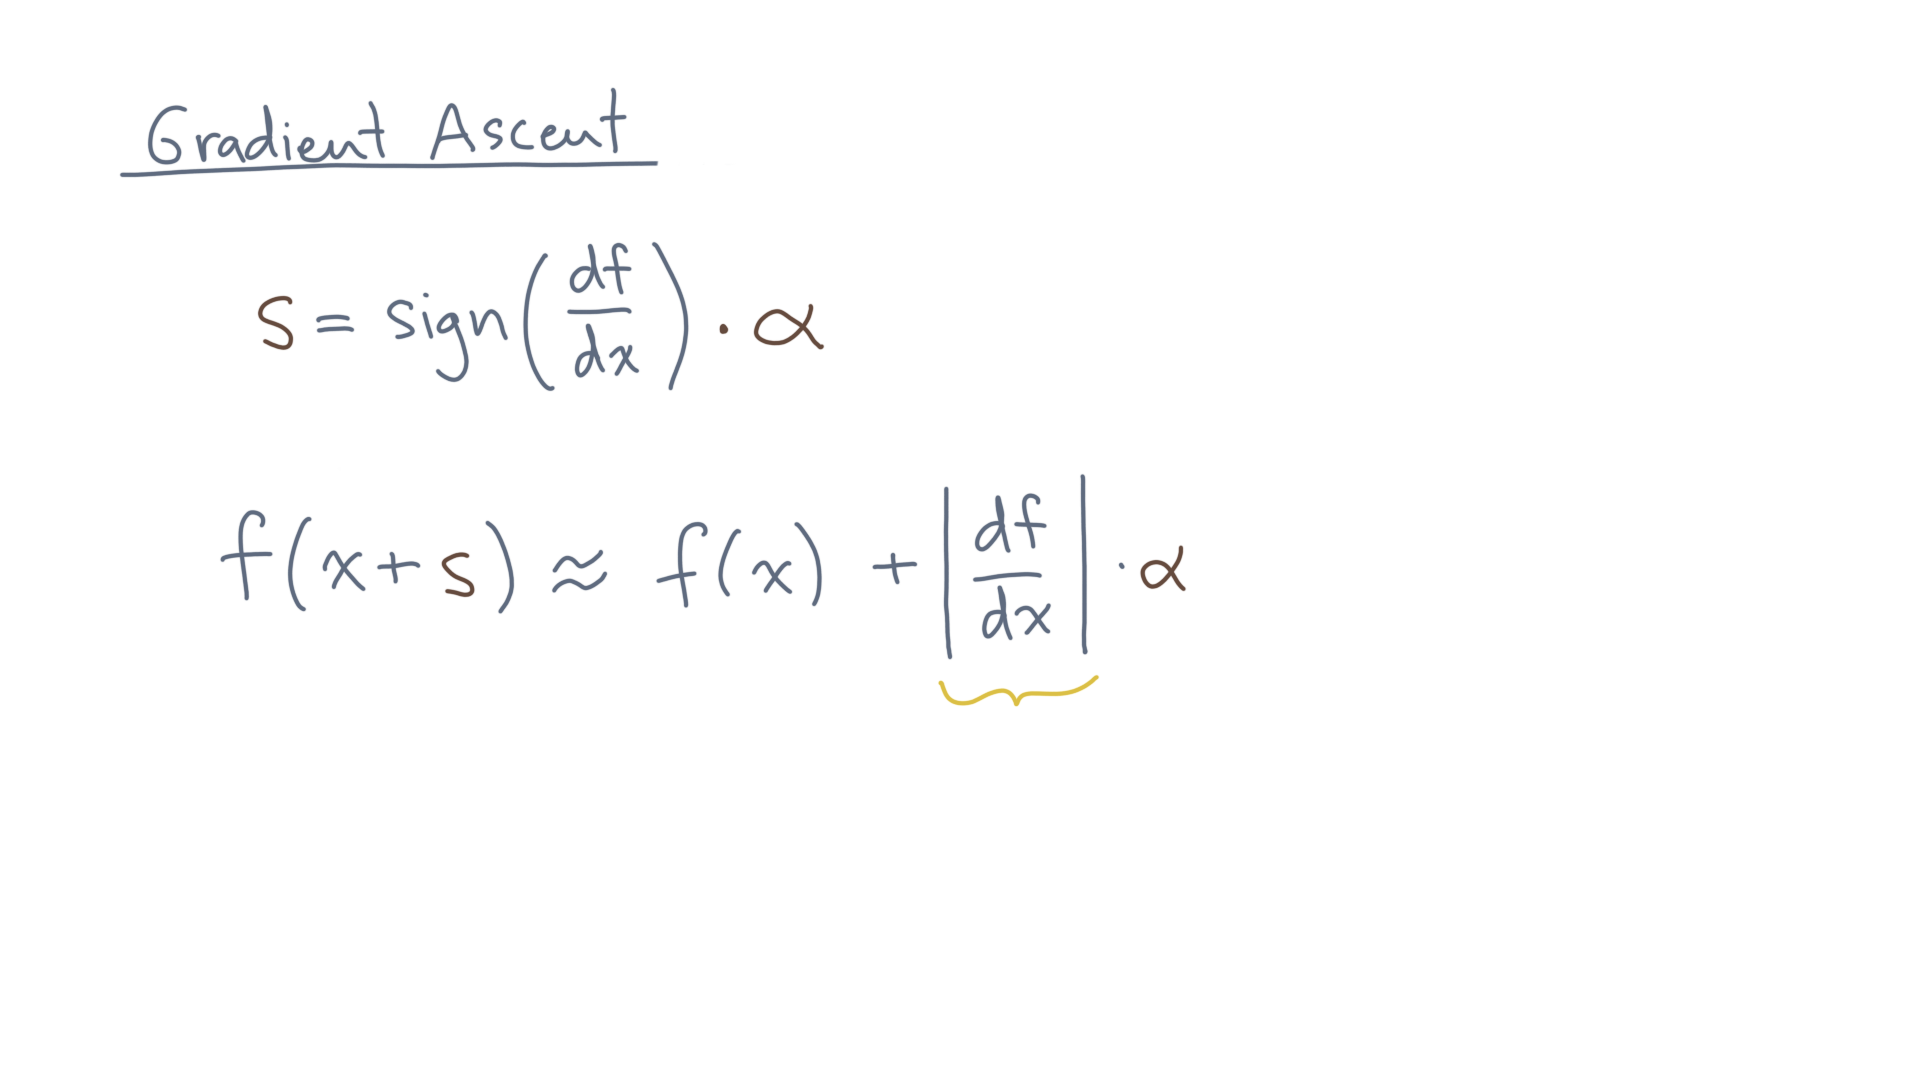 Gradient Ascent
s = sign(df/dx) · α
f(x+s) ≈ f(x) + |df/dx| · α